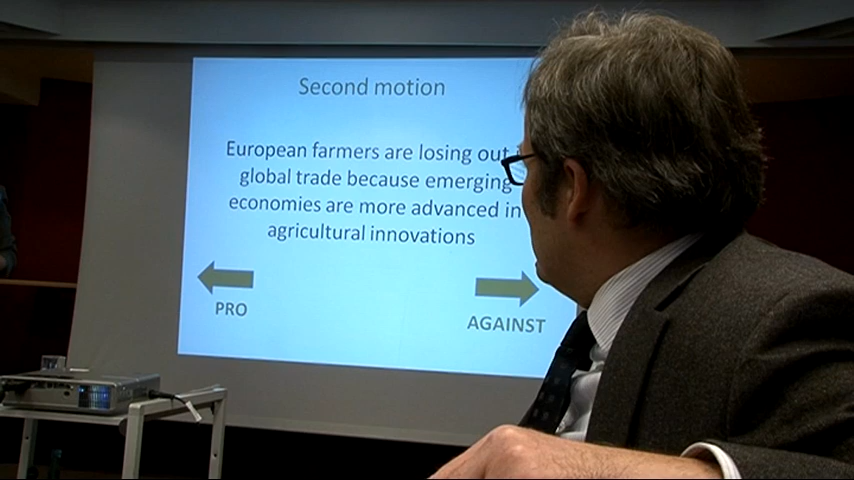 Second motion
European farmers are losing out
global trade because emerging
economies are more advanced in
agricultural innovations
PRO
AGAINST